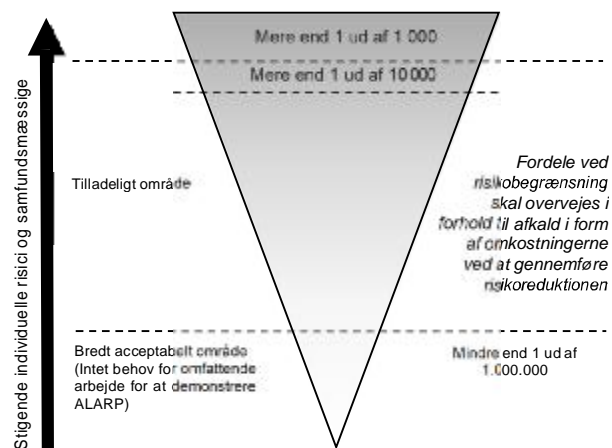 Stigende individuelle risici og samfundsmæssige
Mere end 1 ud af 1 000
Mere end 1 ud af 10 000
Tilladeligt område
Fordele ved
risikobegrænsning
skal overvejes i
forhold til afkald i form
af omkostningerne
ved at gennemføre
risikoreduktionen
Bredt acceptabelt område
(Intet behov for omfattende
arbejde for at demonstrere
ALARP)
Mindre end 1 ud af
1.000.000